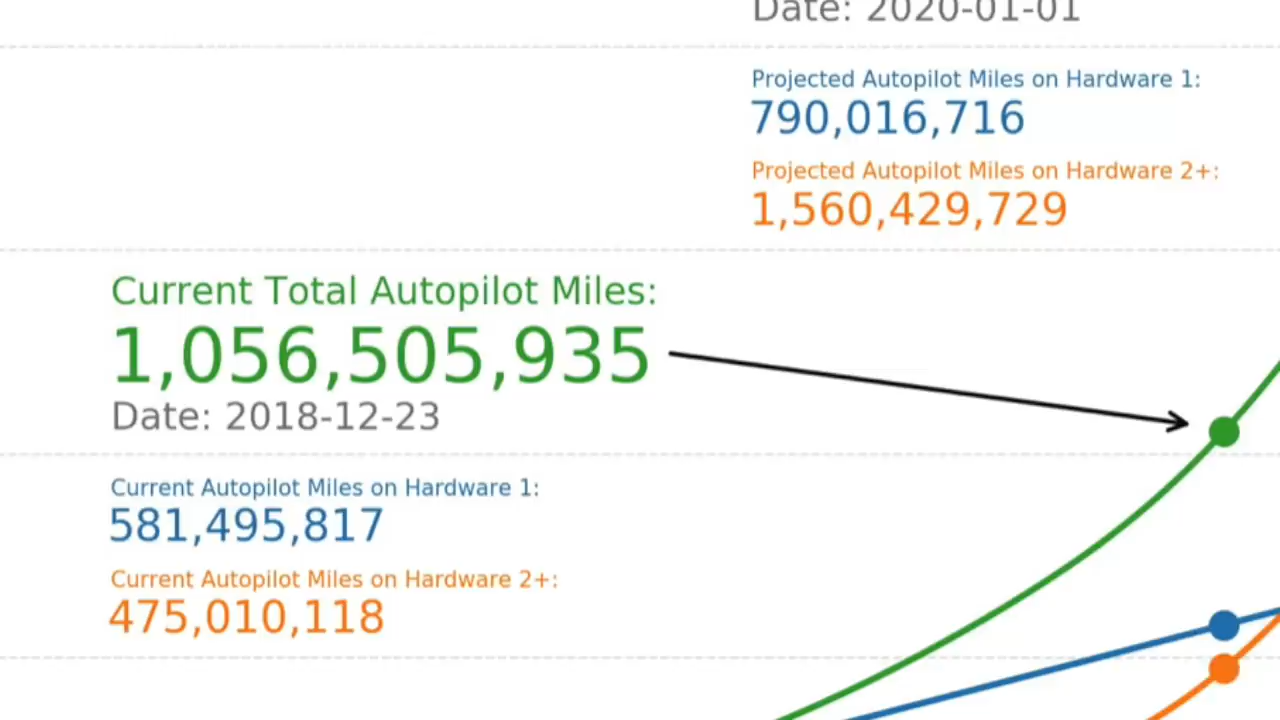 Date: 2020-01-01
Projected Autopilot Miles on Hardware 1:
790,016,716
Projected Autopilot Miles on Hardware 2+:
1,560,429,729
Current Total Autopilot Miles:
1,056,505,935
Date: 2018-12-23
Current Autopilot Miles on Hardware 1:
581,495,817
Current Autopilot Miles on Hardware 2+:
475,010,118